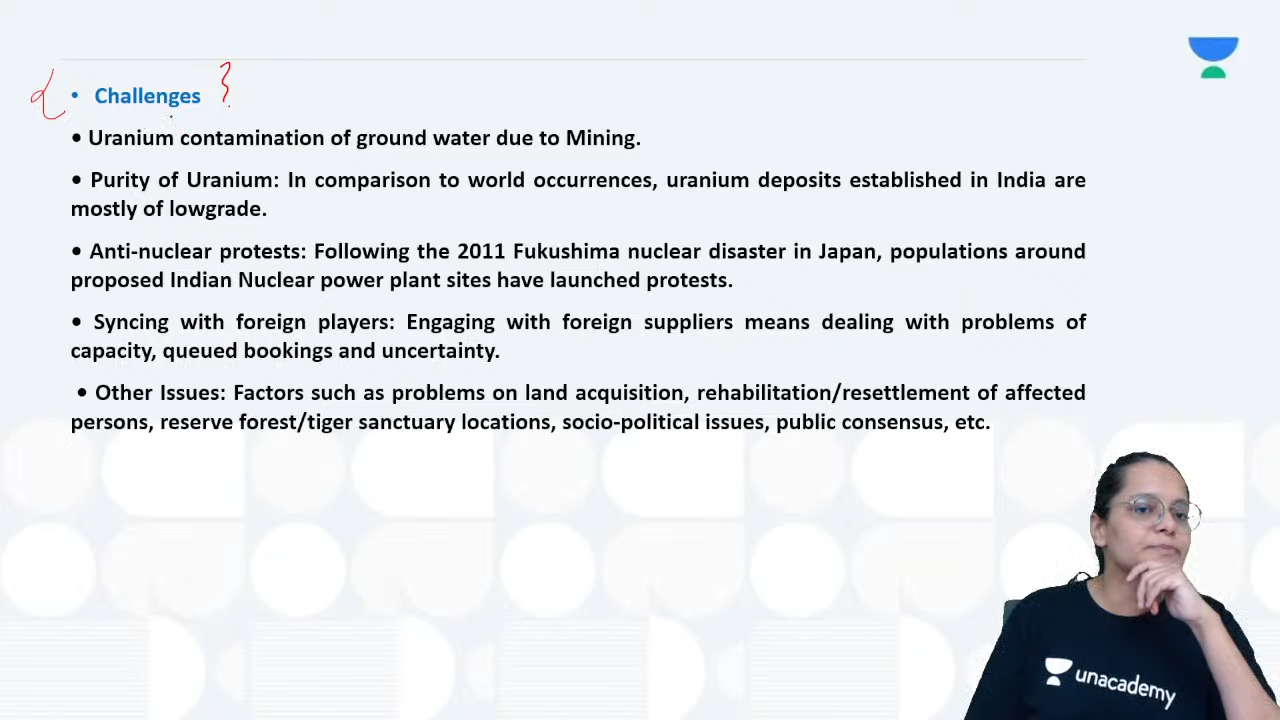 • Challenges
• Uranium contamination of ground water due to Mining.
• Purity of Uranium: In comparison to world occurrences, uranium deposits established in India are
mostly of lowgrade.
• Anti-nuclear protests: Following the 2011 Fukushima nuclear disaster in Japan, populations around
proposed Indian Nuclear power plant sites have launched protests.
• Syncing with foreign players: Engaging with foreign suppliers means dealing with problems of
capacity, queued bookings and uncertainty.
• Other Issues: Factors such as problems on land acquisition, rehabilitation/resettlement of affected
persons, reserve forest/tiger sanctuary locations, socio-political issues, public consensus, etc.
unacademy